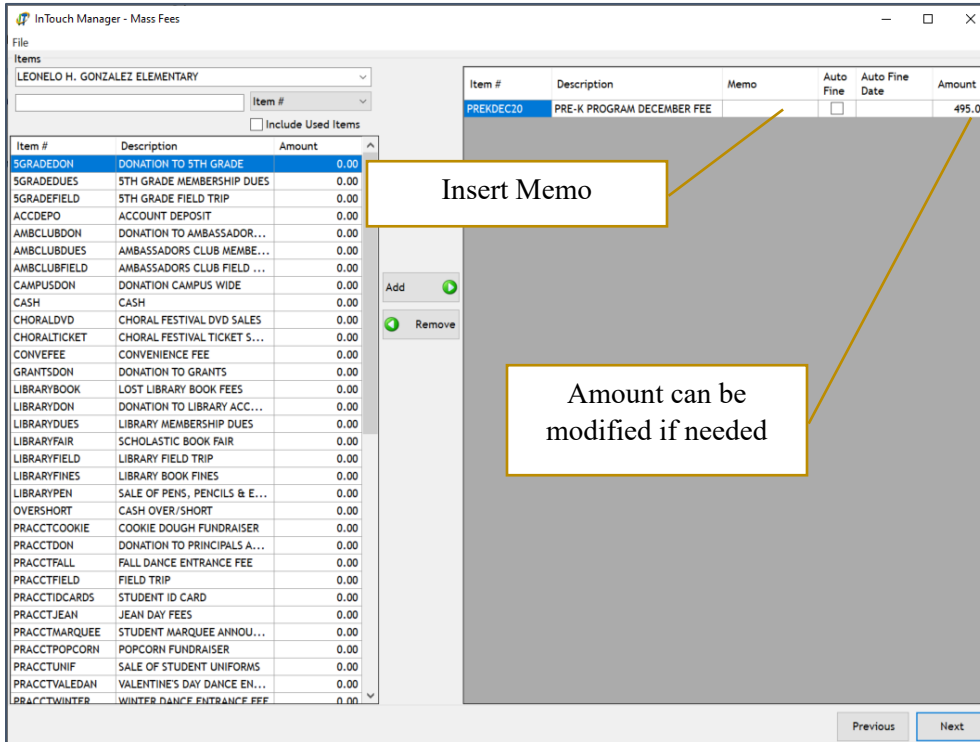 InTouch Manager - Mass Fees
File
Items
LEONELO H. GONZALEZ ELEMENTARY
Item #
Include Used Items
Item # Description Amount
5GRADEDON DONATION TO 5TH GRADE 0.00
5GRADEDUES 5TH GRADE MEMBERSHIP DUES 0.00
5GRADEFIELD 5TH GRADE FIELD TRIP 0.00
ACCDEPO ACCOUNT DEPOSIT 0.00
AMBCLUBDON DONATION TO AMBASSADOR... 0.00
AMBCLUBDUES AMBASSADORS CLUB MEMBE... 0.00
AMBCLUBFIELD AMBASSADORS CLUB FIELD ... 0.00
CAMPUSDON DONATION CAMPUS WIDE 0.00
CASH CASH 0.00
CHORALDVD CHORAL FESTIVAL DVD SALES 0.00
CHORALTICKET CHORAL FESTIVAL TICKET S... 0.00
CONVEFEE CONVENIENCE FEE 0.00
GRANTSDON DONATION TO GRANTS 0.00
LIBRARYBOOK LOST LIBRARY BOOK FEES 0.00
LIBRARYDON DONATION TO LIBRARY ACC... 0.00
LIBRARYDUES LIBRARY MEMBERSHIP DUES 0.00
LIBRARYFAIR SCHOLASTIC BOOK FAIR 0.00
LIBRARYFIELD LIBRARY FIELD TRIP 0.00
LIBRARYFINES LIBRARY BOOK FINES 0.00
LIBRARYPEN SALE OF PENS, PENCILS & E... 0.00
OVERSHORT CASH OVER/SHORT 0.00
PRACCTCOOKIE COOKIE DOUGH FUNDRAISER 0.00
PRACCTDON DONATION TO PRINCIPALS A... 0.00
PRACCTFALL FALL DANCE ENTRANCE FEE 0.00
PRACCTFIELD FIELD TRIP 0.00
PRACCTIDCARDS STUDENT ID CARD 0.00
PRACCTJEAN JEAN DAY FEES 0.00
PRACCTMARQUEE STUDENT MARQUEE ANNOU... 0.00
PRACCTPOPCORN POPCORN FUNDRAISER 0.00
PRACCTUNIF SALE OF STUDENT UNIFORMS 0.00
PRACCTVALEDAN VALENTINE'S DAY DANCE EN... 0.00
PRACCTWINTER WINTER DANCE ENTRANCE FEE 0.00
Add
Remove
Item # Description Memo Auto Fine Auto Fine Date Amount
PREKDEC20 PRE-K PROGRAM DECEMBER FEE 495.0
Insert Memo
Amount can be
modified if needed
Previous Next